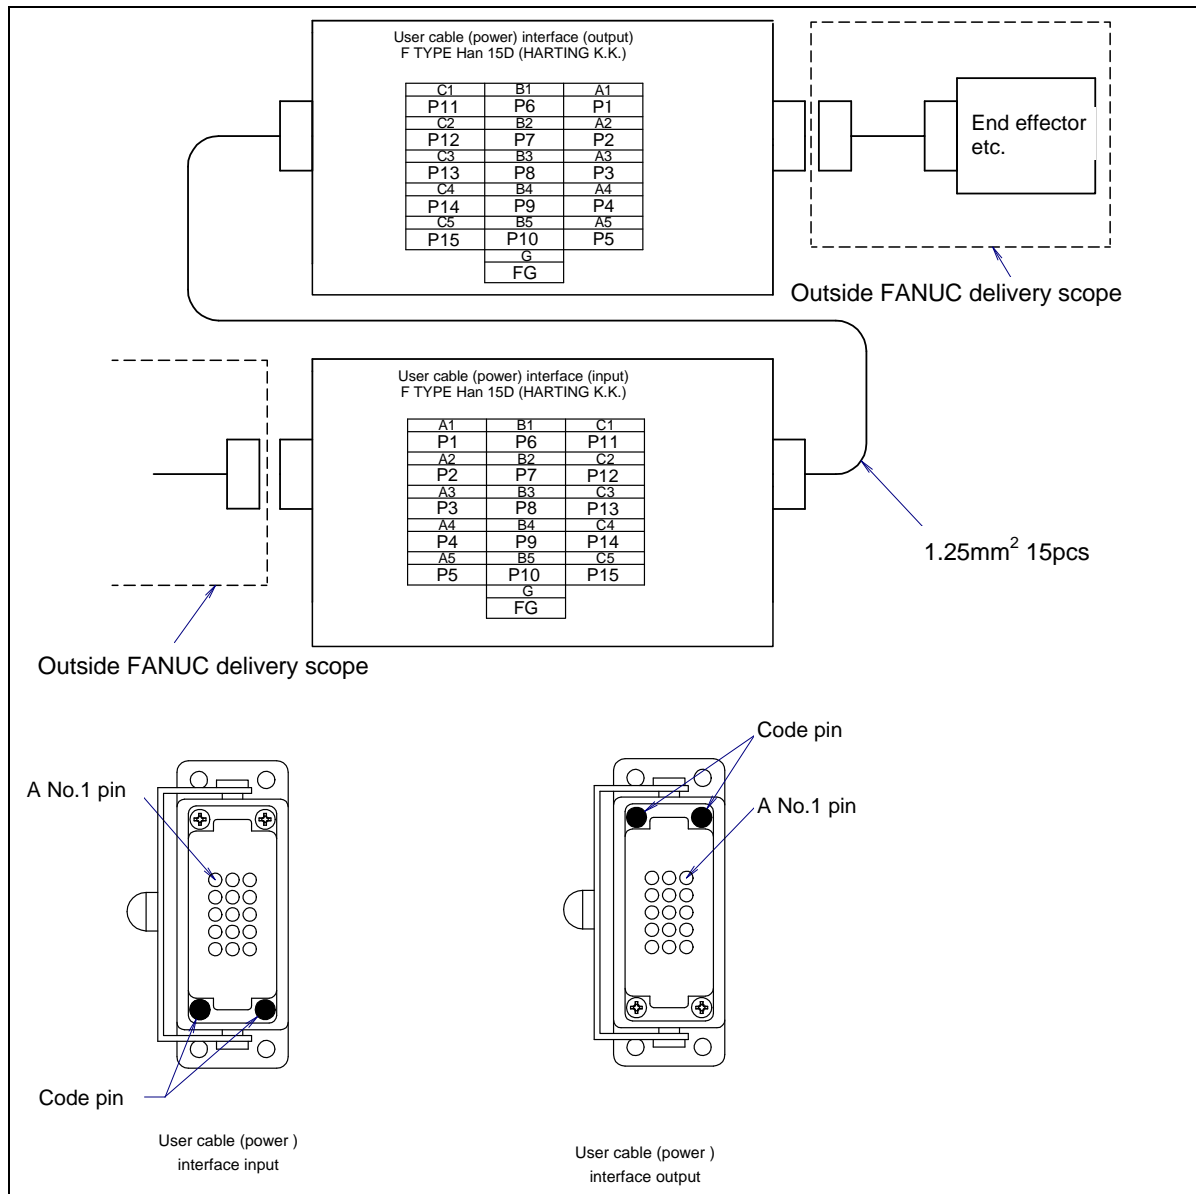 User cable (power) interface (output)
F TYPE Han 15D (HARTING K.K.)
C1 B1 A1
P11 P6 P1
C2 B2 A2
P12 P7 P2
C3 B3 A3
P13 P8 P3
C4 B4 A4
P14 P9 P4
C5 B5 A5
P15 P10 P5
G
FG
End effector
etc.
Outside FANUC delivery scope
User cable (power) interface (input)
F TYPE Han 15D (HARTING K.K.)
A1 B1 C1
P1 P6 P11
A2 B2 C2
P2 P7 P12
A3 B3 C3
P3 P8 P13
A4 B4 C4
P4 P9 P14
A5 B5 C5
P5 P10 P15
G
FG
1.25mm² 15pcs
Outside FANUC delivery scope
A No.1 pin
Code pin
User cable (power )
interface input
Code pin
A No.1 pin
User cable (power )
interface output